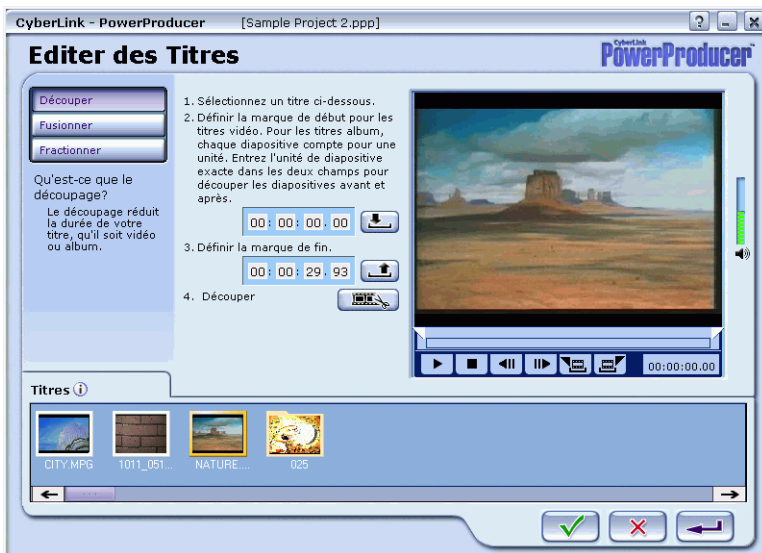 CyberLink - PowerProducer [Sample Project 2.ppp]
Editer des Titres
CyberLink
PowerProducer
Découper
Fusionner
Fractionner
Qu'est-ce que le
découpage?
Le découpage réduit
la durée de votre
titre, qu'il soit vidéo
ou album.
1. Sélectionnez un titre ci-dessous.
2. Définir la marque de début pour les
titres vidéo. Pour les titres album,
chaque diapositive compte pour une
unité. Entrez l'unité de diapositive
exacte dans les deux champs pour
découper les diapositives avant et
après.
00: 00: 00. 00
3. Définir la marque de fin.
00: 00: 29. 93
4. Découper
00:00:00.00
Titres
CITY.MPG 1011_051... NATURE.... 025